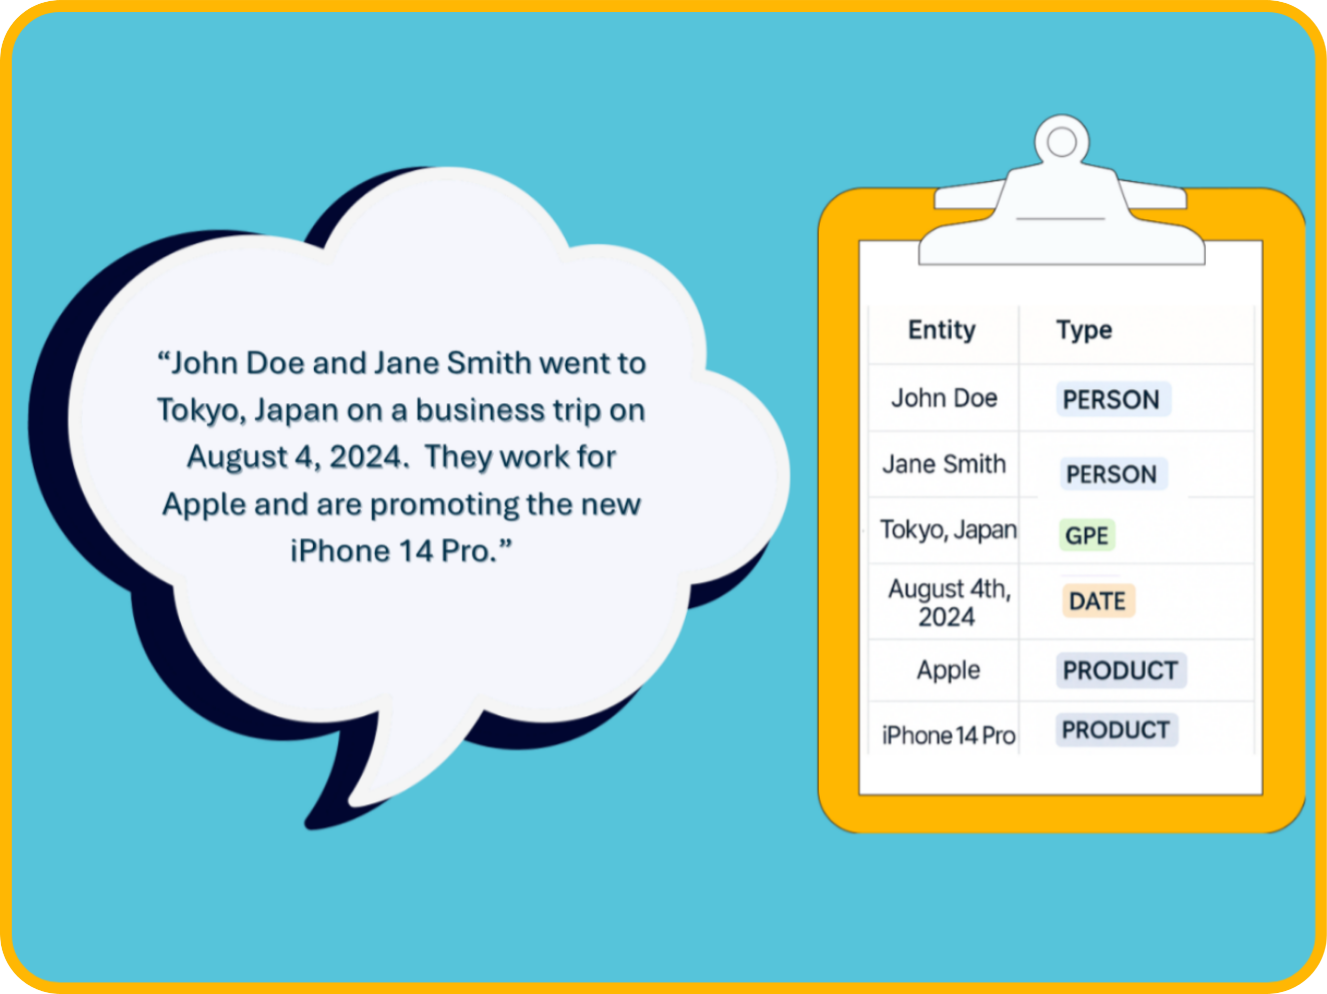 “John Doe and Jane Smith went to
Tokyo, Japan on a business trip on
August 4, 2024.  They work for
Apple and are promoting the new
iPhone 14 Pro.”
Entity Type
John Doe PERSON
Jane Smith PERSON
Tokyo, Japan GPE
August 4th,
2024 DATE
Apple PRODUCT
iPhone 14 Pro PRODUCT